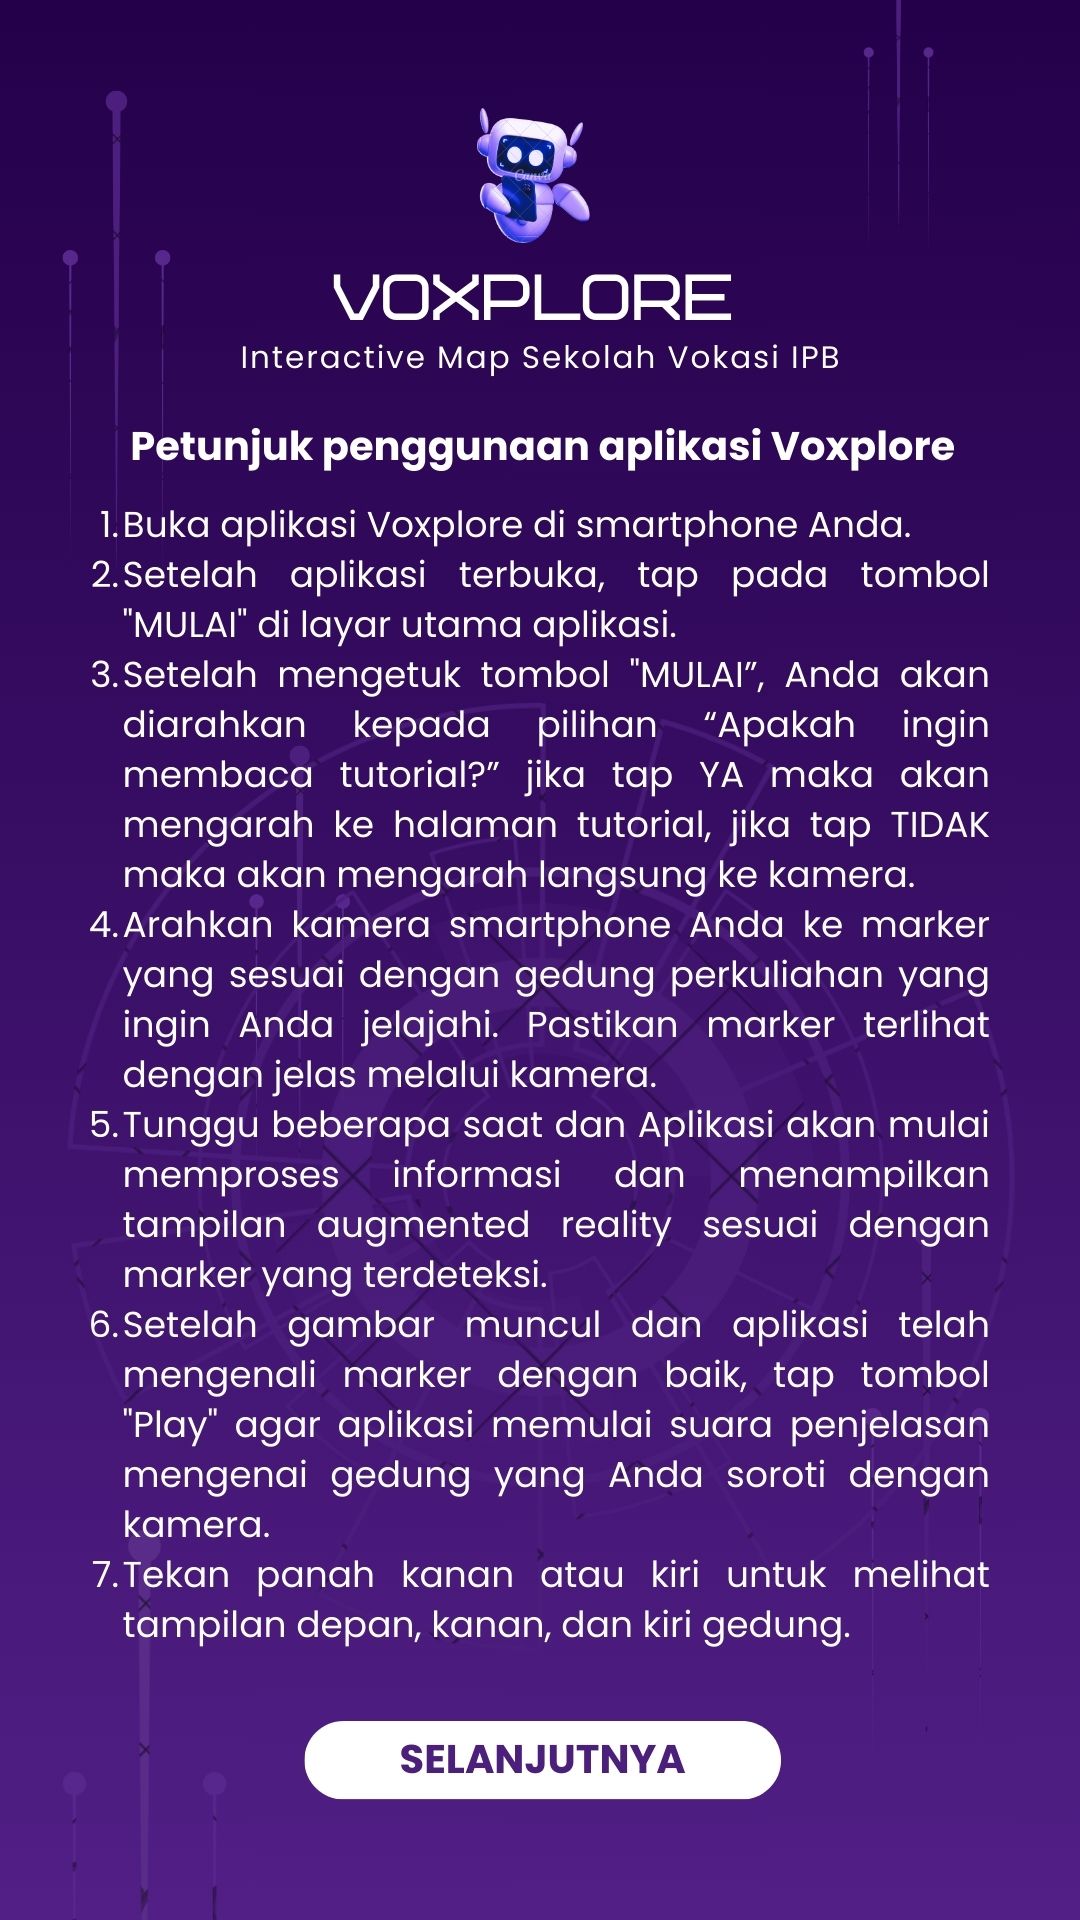 Canva
VOXPLORE
Interactive Map Sekolah Vokasi IPB
Petunjuk penggunaan aplikasi Voxplore
1. Buka aplikasi Voxplore di smartphone Anda.
2. Setelah aplikasi terbuka, tap pada tombol
"MULAI" di layar utama aplikasi.
3. Setelah mengetuk tombol "MULAI”, Anda akan
diarahkan kepada pilihan “Apakah ingin
membaca tutorial?” jika tap YA maka akan
mengarah ke halaman tutorial, jika tap TIDAK
maka akan mengarah langsung ke kamera.
4. Arahkan kamera smartphone Anda ke marker
yang sesuai dengan gedung perkuliahan yang
ingin Anda jelajahi. Pastikan marker terlihat
dengan jelas melalui kamera.
5. Tunggu beberapa saat dan Aplikasi akan mulai
memproses informasi dan menampilkan
tampilan augmented reality sesuai dengan
marker yang terdeteksi.
6. Setelah gambar muncul dan aplikasi telah
mengenali marker dengan baik, tap tombol
"Play" agar aplikasi memulai suara penjelasan
mengenai gedung yang Anda soroti dengan
kamera.
7. Tekan panah kanan atau kiri untuk melihat
tampilan depan, kanan, dan kiri gedung.
SELANJUTNYA